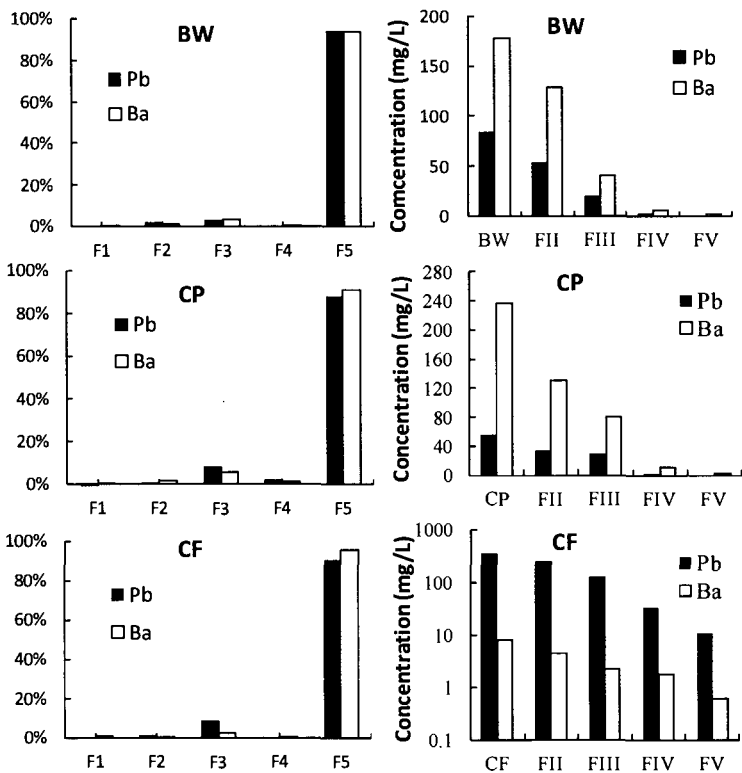 BW
100%
80%
60%
40%
20%
0%
Pb
Ba
F1 F2 F3 F4 F5
BW
Comcentration (mg/L)
200
150
100
50
0
Pb
Ba
BW FII FIII FIV FV
CP
100%
80%
60%
40%
20%
0%
Pb
Ba
F1 F2 F3 F4 F5
CP
Concentration (mg/L)
280
240
200
160
120
80
40
0
Pb
Ba
CP FII FIII FIV FV
CF
100%
80%
60%
40%
20%
0%
Pb
Ba
F1 F2 F3 F4 F5
CF
Concentration (mg/L)
1000
100
10
1
0.1
Pb
Ba
CF FII FIII FIV FV